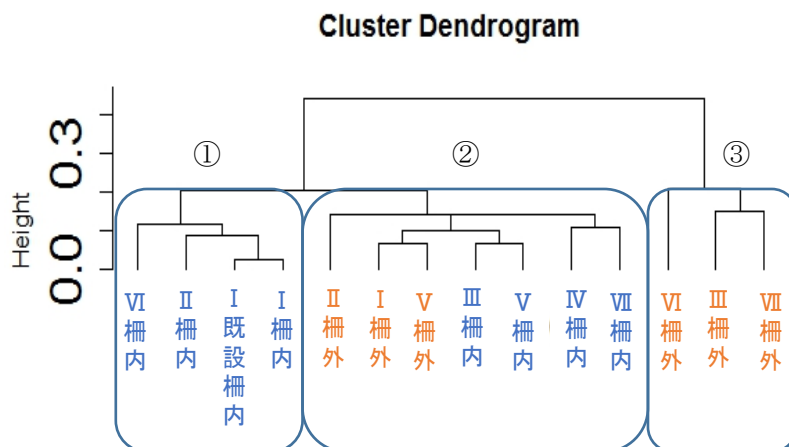 Cluster Dendrogram
Height
0.3
0.0
①
②
③
Ⅵ柵内
Ⅱ柵内
Ⅰ既設柵内
Ⅰ柵内
Ⅱ柵外
Ⅰ柵外
Ⅴ柵外
Ⅲ柵内
Ⅴ柵内
Ⅳ柵内
Ⅶ柵内
Ⅵ柵外
Ⅲ柵外
Ⅶ柵外